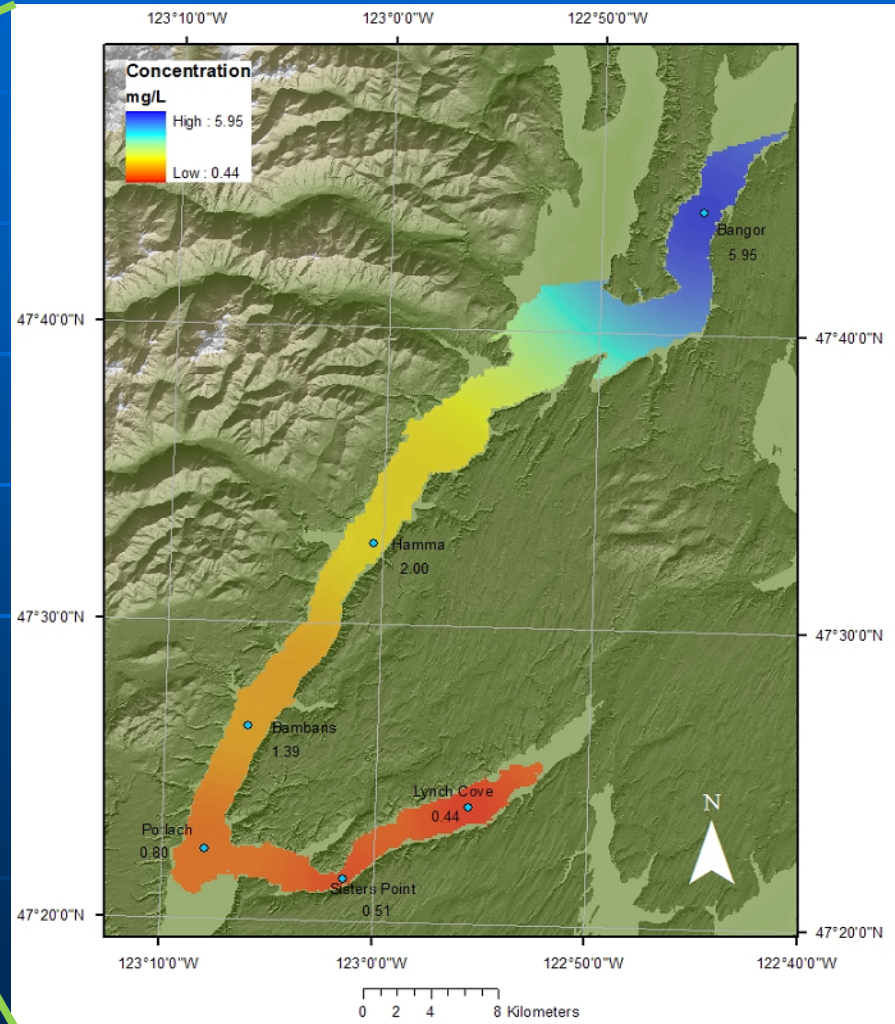 123°10'0"W 123°0'0"W 122°50'0"W
Concentration
mg/L
High : 5.95
Low : 0.44
Bangor
5.95
47°40'0"N
47°40'0"N
Hamma
2.00
47°30'0"N
47°30'0"N
Bambans
1.39
Lynch Cove
0.44
N
Potlach
0.80
Sisters Point
0.51
47°20'0"N
47°20'0"N
123°10'0"W 123°0'0"W 122°50'0"W 122°40'0"W
0 2 4 8 Kilometers